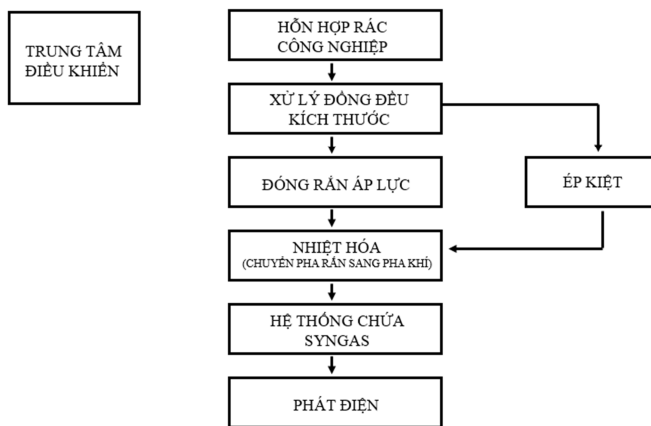 TRUNG TÂM
ĐIỀU KHIỂN
HỖN HỢP RÁC
CÔNG NGHIỆP
XỬ LÝ ĐỒNG ĐỀU
KÍCH THƯỚC
ĐÓNG RẮN ÁP LỰC
ÉP KIỆT
NHIỆT HÓA
(CHUYỂN PHA RẮN SANG PHA KHÍ)
HỆ THỐNG CHỨA
SYNGAS
PHÁT ĐIỆN